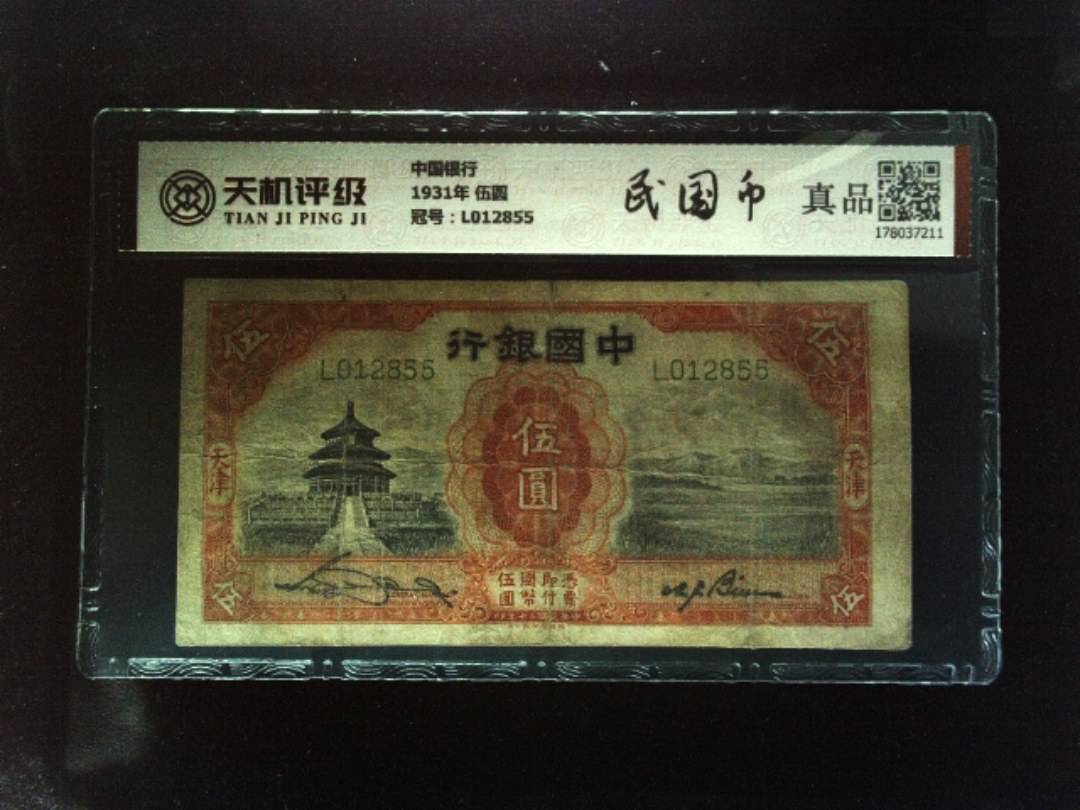 天机评级
TIAN JI PING JI
中国银行
1931年 伍圆
冠号：L012855
民国币
真品
178037211
伍
伍
行銀國中
L012855
L012855
伍
圓
天津
天津
憑票即付國幣伍圓
伍
伍